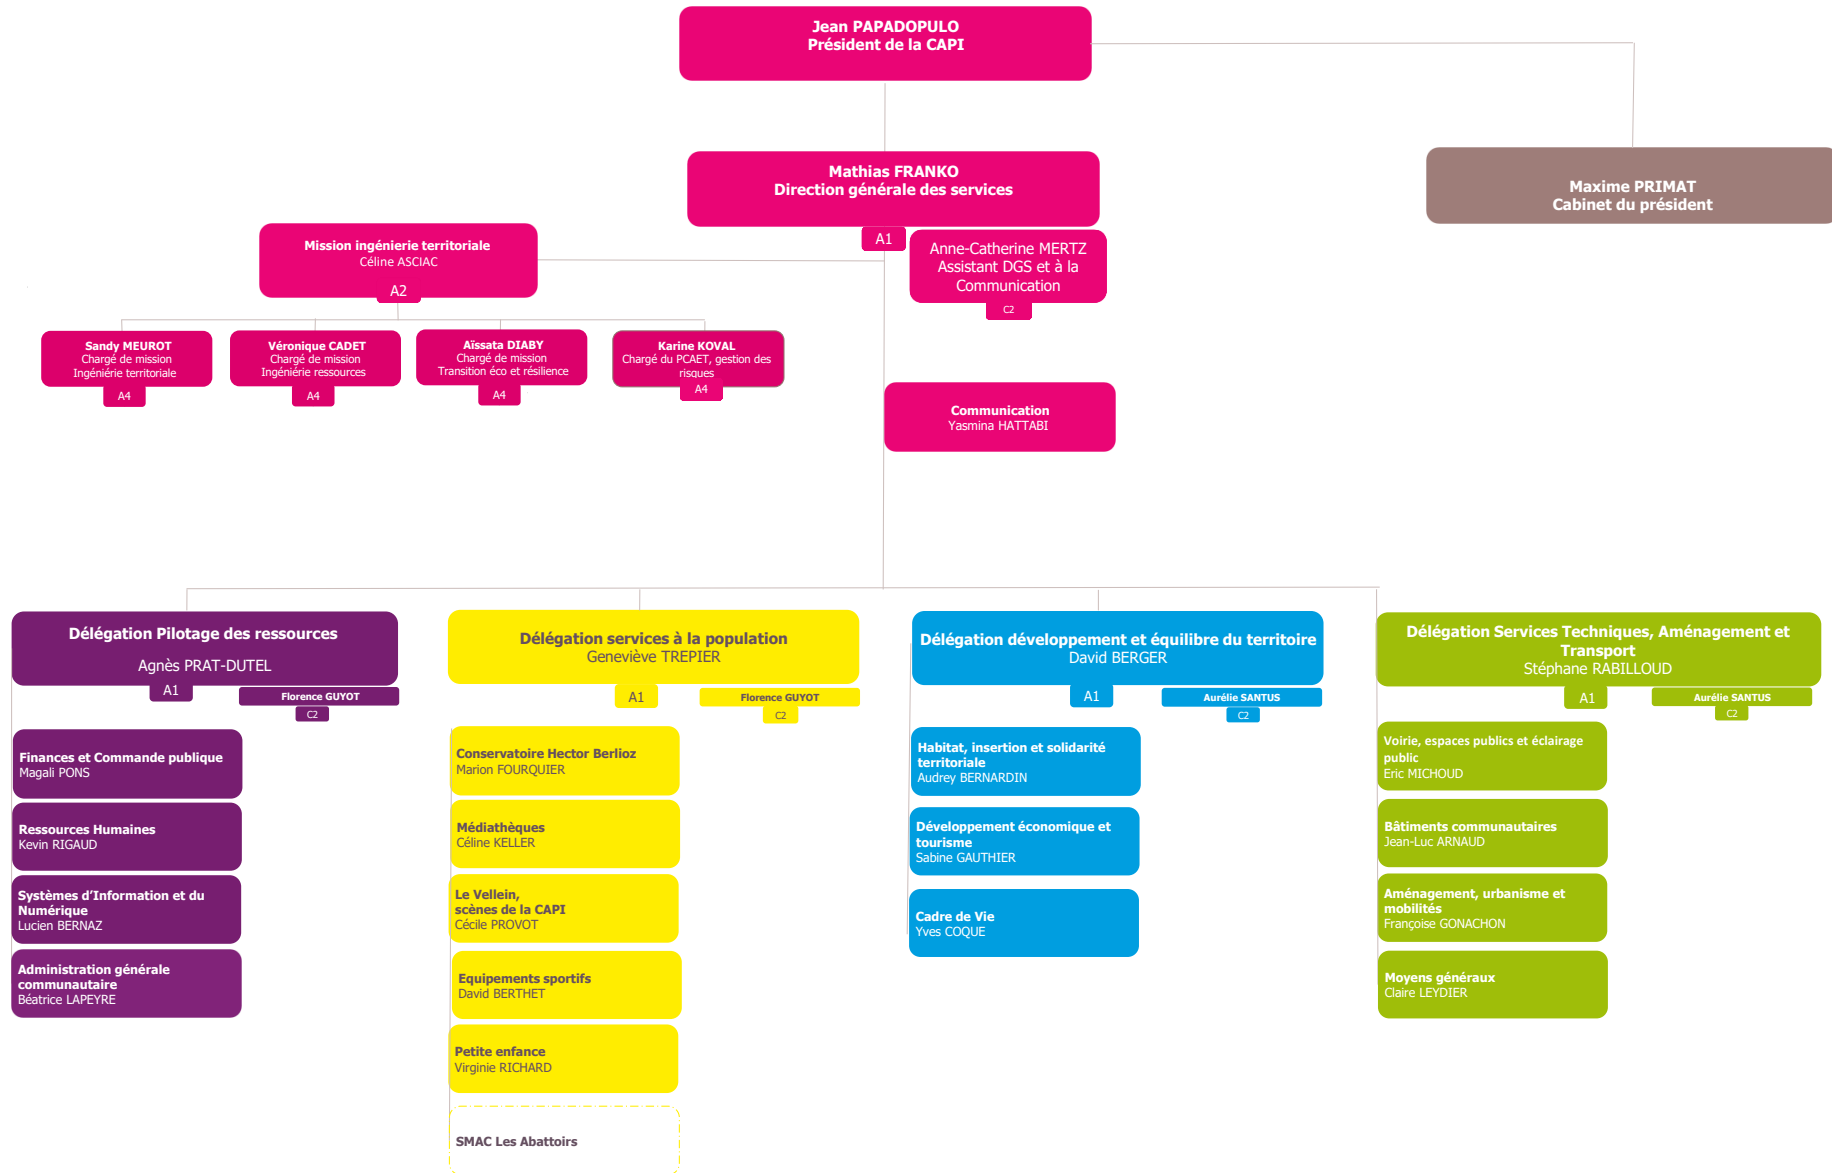 Jean PAPADOPULO
Président de la CAPI
Mathias FRANKO
Direction générale des services
A1
Maxime PRIMAT
Cabinet du président
Anne-Catherine MERTZ
Assistant DGS et à la
Communication
C2
Mission ingénierie territoriale
Céline ASCIAC
A2
Sandy MEUROT
Chargé de mission
Ingéniérie territoriale
A4
Véronique CADET
Chargé de mission
Ingéniérie ressources
A4
Aïssata DIABY
Chargé de mission
Transition éco et résilience
A4
Karine KOVAL
Chargé du PCAET, gestion des
risques
A4
Communication
Yasmina HATTABI
Délégation Pilotage des ressources
Agnès PRAT-DUTEL
A1
Florence GUYOT
C2
Finances et Commande publique
Magali PONS
Ressources Humaines
Kevin RIGAUD
Systèmes d’Information et du
Numérique
Lucien BERNAZ
Administration générale
communautaire
Béatrice LAPEYRE
Délégation services à la population
Geneviève TREPIER
A1
Florence GUYOT
C2
Conservatoire Hector Berlioz
Marion FOURQUIER
Médiathèques
Céline KELLER
Le Vellein,
scènes de la CAPI
Cécile PROVOT
Equipements sportifs
David BERTHET
Petite enfance
Virginie RICHARD
SMAC Les Abattoirs
Délégation développement et équilibre du territoire
David BERGER
A1
Aurélie SANTUS
C2
Habitat, insertion et solidarité
territoriale
Audrey BERNARDIN
Développement économique et
tourisme
Sabine GAUTHIER
Cadre de Vie
Yves COQUE
Délégation Services Techniques, Aménagement et
Transport
Stéphane RABILLOUD
A1
Aurélie SANTUS
C2
Voirie, espaces publics et éclairage
public
Eric MICHOUD
Bâtiments communautaires
Jean-Luc ARNAUD
Aménagement, urbanisme et
mobilités
Françoise GONACHON
Moyens généraux
Claire LEYDIER